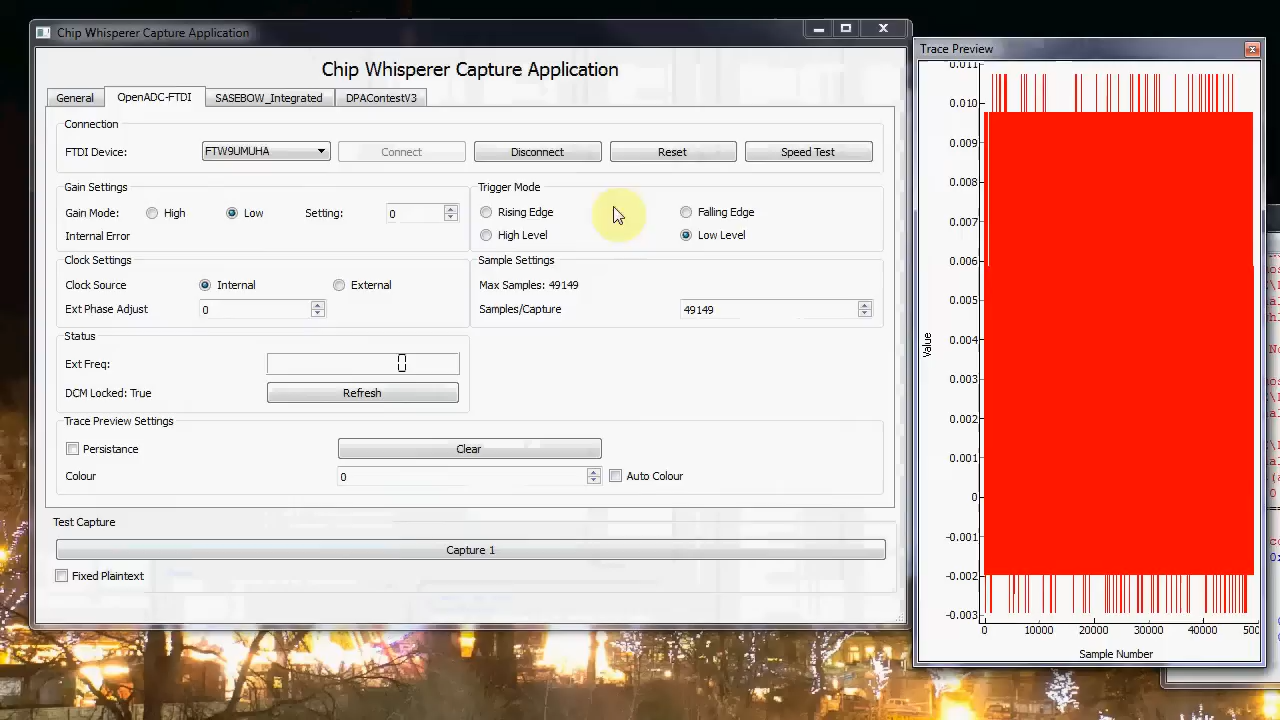 Chip Whisperer Capture Application
Chip Whisperer Capture Application
General
OpenADC-FTDI
SASEBOW_Integrated
DPAContestV3
Connection
FTDI Device:
FTW9UMUHA
Connect
Disconnect
Reset
Speed Test
Gain Settings
Gain Mode:
High
Low
Setting:
0
Internal Error
Trigger Mode
Rising Edge
Falling Edge
High Level
Low Level
Clock Settings
Clock Source
Internal
External
Ext Phase Adjust
0
Sample Settings
Max Samples: 49149
Samples/Capture
49149
Status
Ext Freq:
0
DCM Locked: True
Refresh
Trace Preview Settings
Persistance
Clear
Colour
0
Auto Colour
Test Capture
Capture 1
Fixed Plaintext
Trace Preview
0.011
0.010
0.009
0.008
0.007
0.006
0.005
0.004
0.003
0.002
0.001
0
-0.001
-0.002
-0.003
Value
0
10000
20000
30000
40000
500
Sample Number